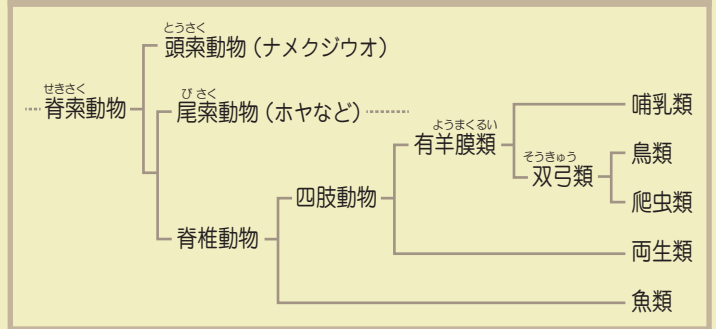 とうさく
頭索動物（ナメクジウオ）
せきさく
脊索動物
びさく
尾索動物（ホヤなど）
ようまくるい
有羊膜類
哺乳類
そうきゅう
双弓類
鳥類
爬虫類
四肢動物
脊椎動物
両生類
魚類